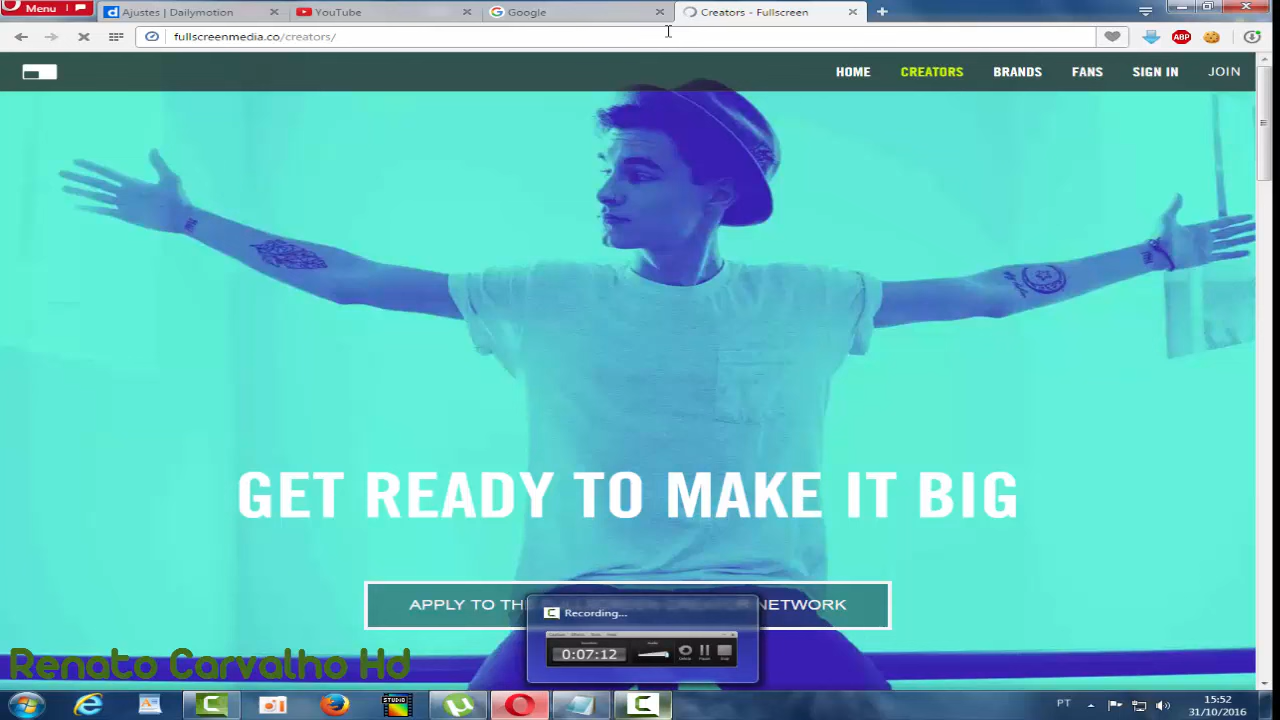 Menu
Ajustes | Dailymotion
YouTube
Google
Creators - Fullscreen
fullscreenmedia.co/creators/
ABP
HOME
CREATORS
BRANDS
FANS
SIGN IN
JOIN
GET READY TO MAKE IT BIG
APPLY TO TH
NETWORK
Recording...
0:07:12
Renato Carvalho Hd
STUDIO
PT
15:52
31/10/2016